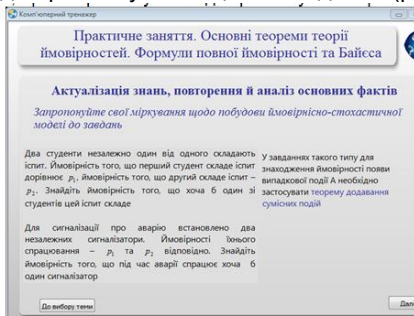 Комп'ютерний тренажер
Практичне заняття. Основні теореми теорії
ймовірностей. Формули повної ймовірності та Байєса
Актуалізація знань, повторення й аналіз основних фактів
Запропонуйте свої міркування щодо побудови ймовірнісно-стохастичної
моделі до завдань
Два студенти незалежно один від одного складають
іспит. Ймовірність того, що перший студент складе іспит
дорівнює p₁, ймовірність того, що другий складе іспит –
p₂. Знайдіть ймовірність того, що хоча б один зі
студентів цей іспит складе
Для сигналізації про аварію встановлено два
незалежних сигналізатори. Ймовірності їхнього
спрацювання – p₁ та p₂ відповідно. Знайдіть
ймовірність того, що під час аварії спрацює хоча б
один сигналізатор
У завданнях такого типу для
знаходження ймовірності появи
випадкової події А необхідно
застосувати теорему додавання
сумісних подій
До вибору теми
Далі